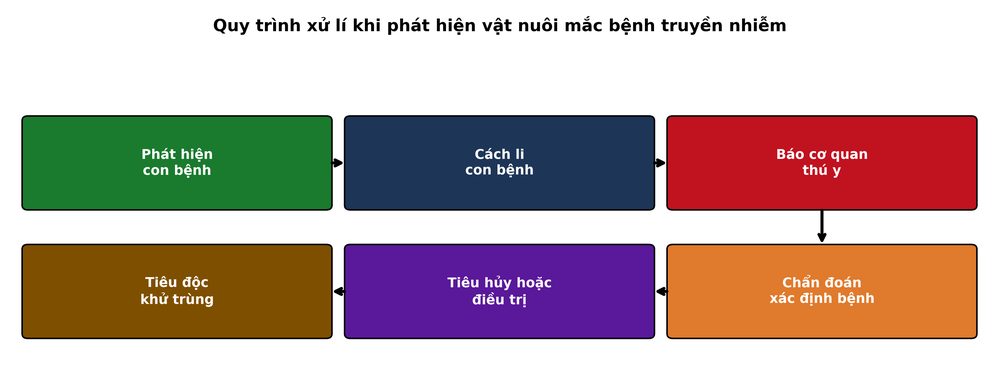 Quy trình xử lí khi phát hiện vật nuôi mắc bệnh truyền nhiễm
Phát hiện
con bệnh
Cách li
con bệnh
Báo cơ quan
thú y
Chẩn đoán
xác định bệnh
Tiêu hủy hoặc
điều trị
Tiêu độc
khử trùng